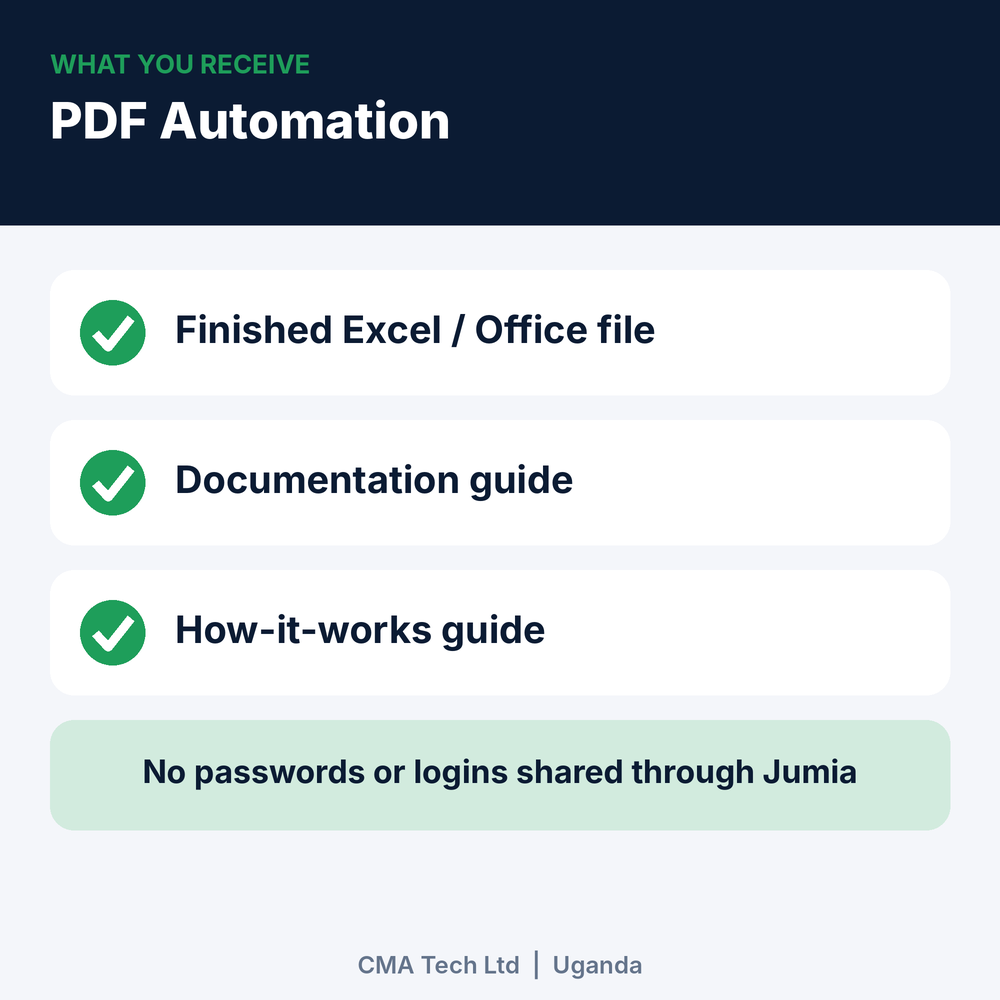 WHAT YOU RECEIVE
PDF Automation
Finished Excel / Office file
Documentation guide
How-it-works guide
No passwords or logins shared through Jumia
CMA Tech Ltd | Uganda